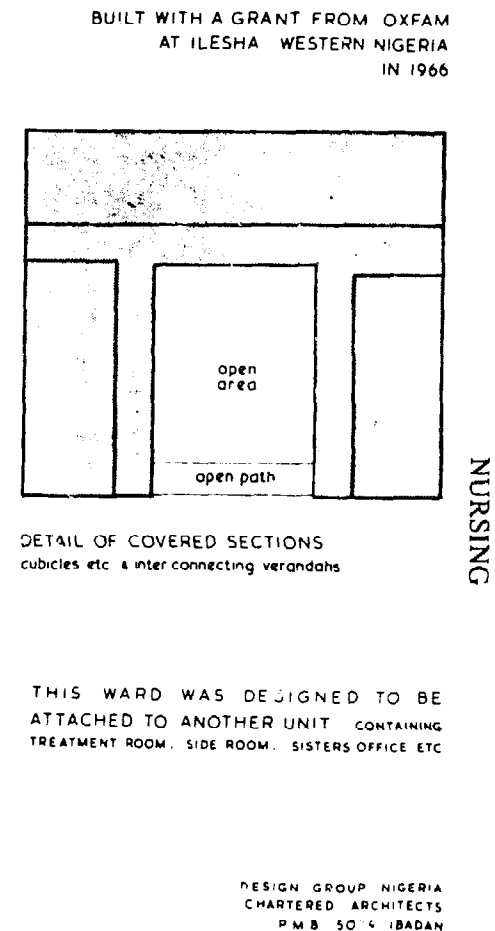 BUILT WITH A GRANT FROM OXFAM
AT ILESHA WESTERN NIGERIA
IN 1966
open
area
open path
NURSING
DETAIL OF COVERED SECTIONS
cubicles etc & inter connecting verandahs
THIS WARD WAS DESIGNED TO BE
ATTACHED TO ANOTHER UNIT CONTAINING
TREATMENT ROOM, SIDE ROOM, SISTERS OFFICE ETC
DESIGN GROUP NIGERIA
CHARTERED ARCHITECTS
P M B IBADAN